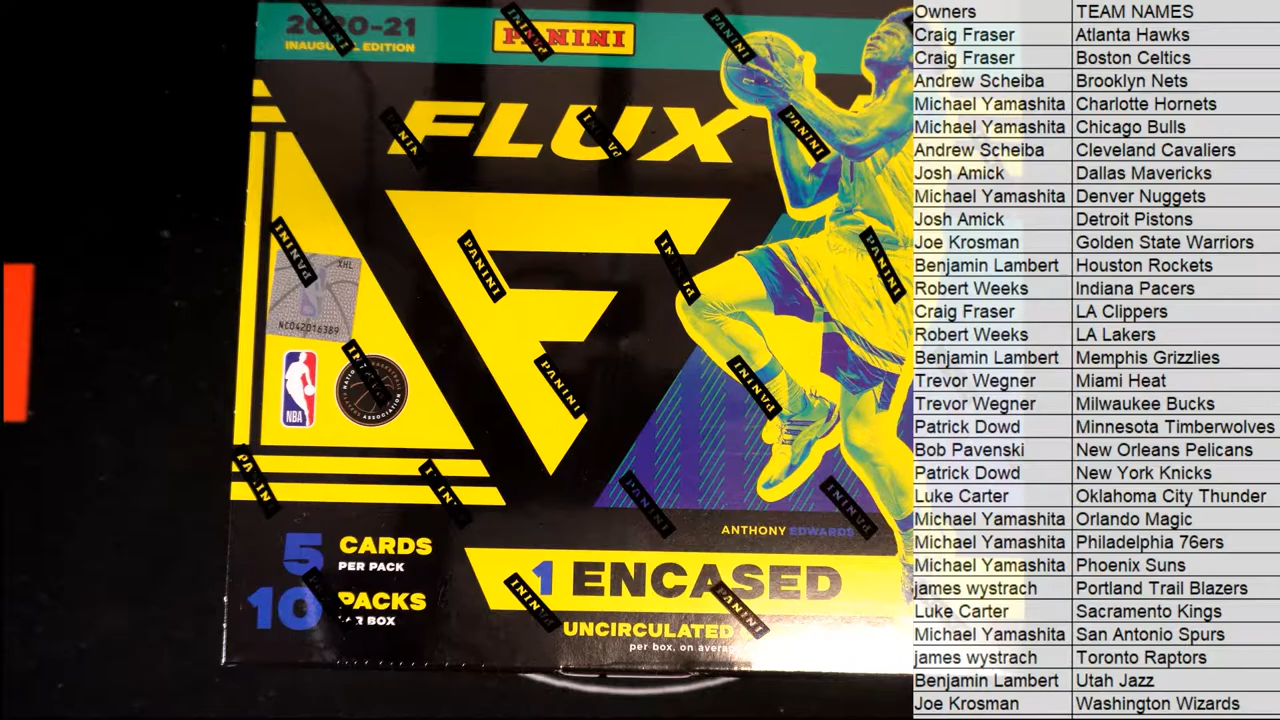 2020-21
INAUGURAL EDITION
PANINI
FLUX
XHL
NC042016389
NBA
NATIONAL BASKETBALL
PLAYERS ASSOCIATION
PANINI
ANTHONY EDWARDS
5 CARDS
PER PACK
10 PACKS
PER BOX
1 ENCASED
UNCIRCULATED
per box, on average
Owners TEAM NAMES
Craig Fraser Atlanta Hawks
Craig Fraser Boston Celtics
Andrew Scheiba Brooklyn Nets
Michael Yamashita Charlotte Hornets
Michael Yamashita Chicago Bulls
Andrew Scheiba Cleveland Cavaliers
Josh Amick Dallas Mavericks
Michael Yamashita Denver Nuggets
Josh Amick Detroit Pistons
Joe Krosman Golden State Warriors
Benjamin Lambert Houston Rockets
Robert Weeks Indiana Pacers
Craig Fraser LA Clippers
Robert Weeks LA Lakers
Benjamin Lambert Memphis Grizzlies
Trevor Wegner Miami Heat
Trevor Wegner Milwaukee Bucks
Patrick Dowd Minnesota Timberwolves
Bob Pavenski New Orleans Pelicans
Patrick Dowd New York Knicks
Luke Carter Oklahoma City Thunder
Michael Yamashita Orlando Magic
Michael Yamashita Philadelphia 76ers
Michael Yamashita Phoenix Suns
james wystrach Portland Trail Blazers
Luke Carter Sacramento Kings
Michael Yamashita San Antonio Spurs
james wystrach Toronto Raptors
Benjamin Lambert Utah Jazz
Joe Krosman Washington Wizards